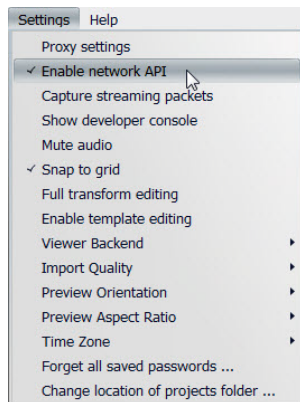 Settings Help
Proxy settings
✓ Enable network API
Capture streaming packets
Show developer console
Mute audio
✓ Snap to grid
Full transform editing
Enable template editing
Viewer Backend
Import Quality
Preview Orientation
Preview Aspect Ratio
Time Zone
Forget all saved passwords ...
Change location of projects folder ...